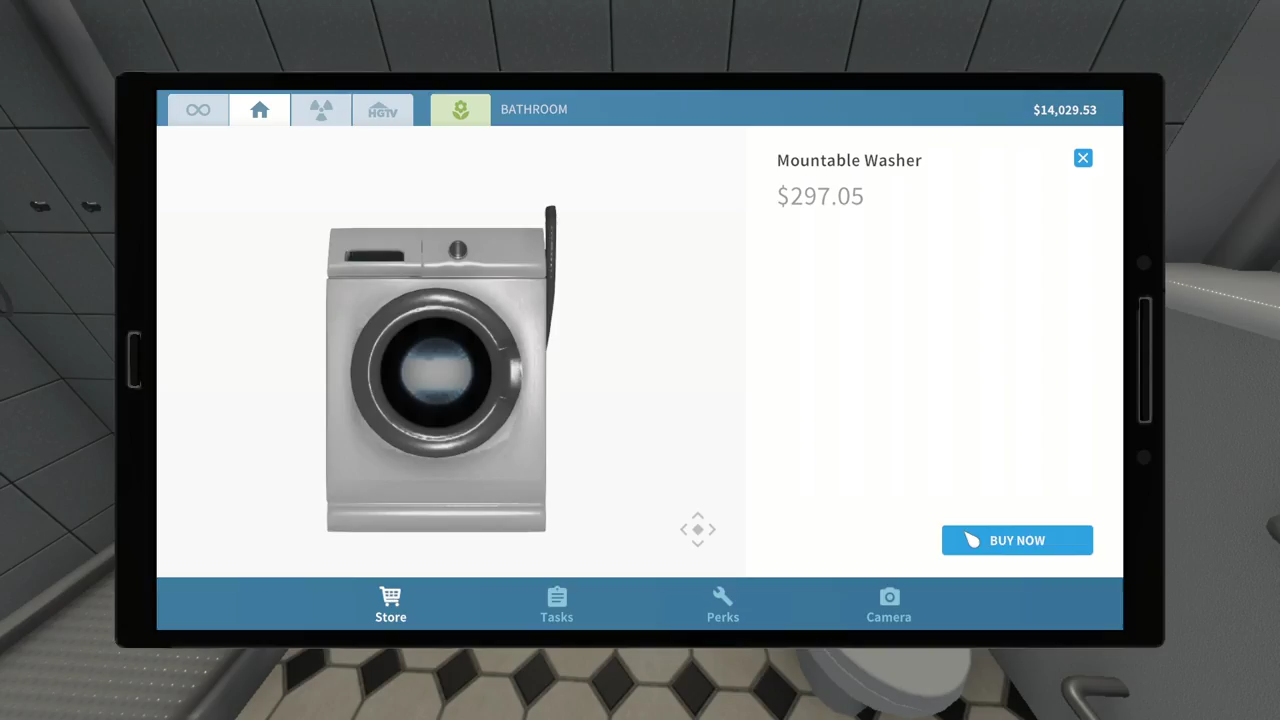 HGTV
BATHROOM
$14,029.53
Mountable Washer
$297.05
BUY NOW
Store
Tasks
Perks
Camera